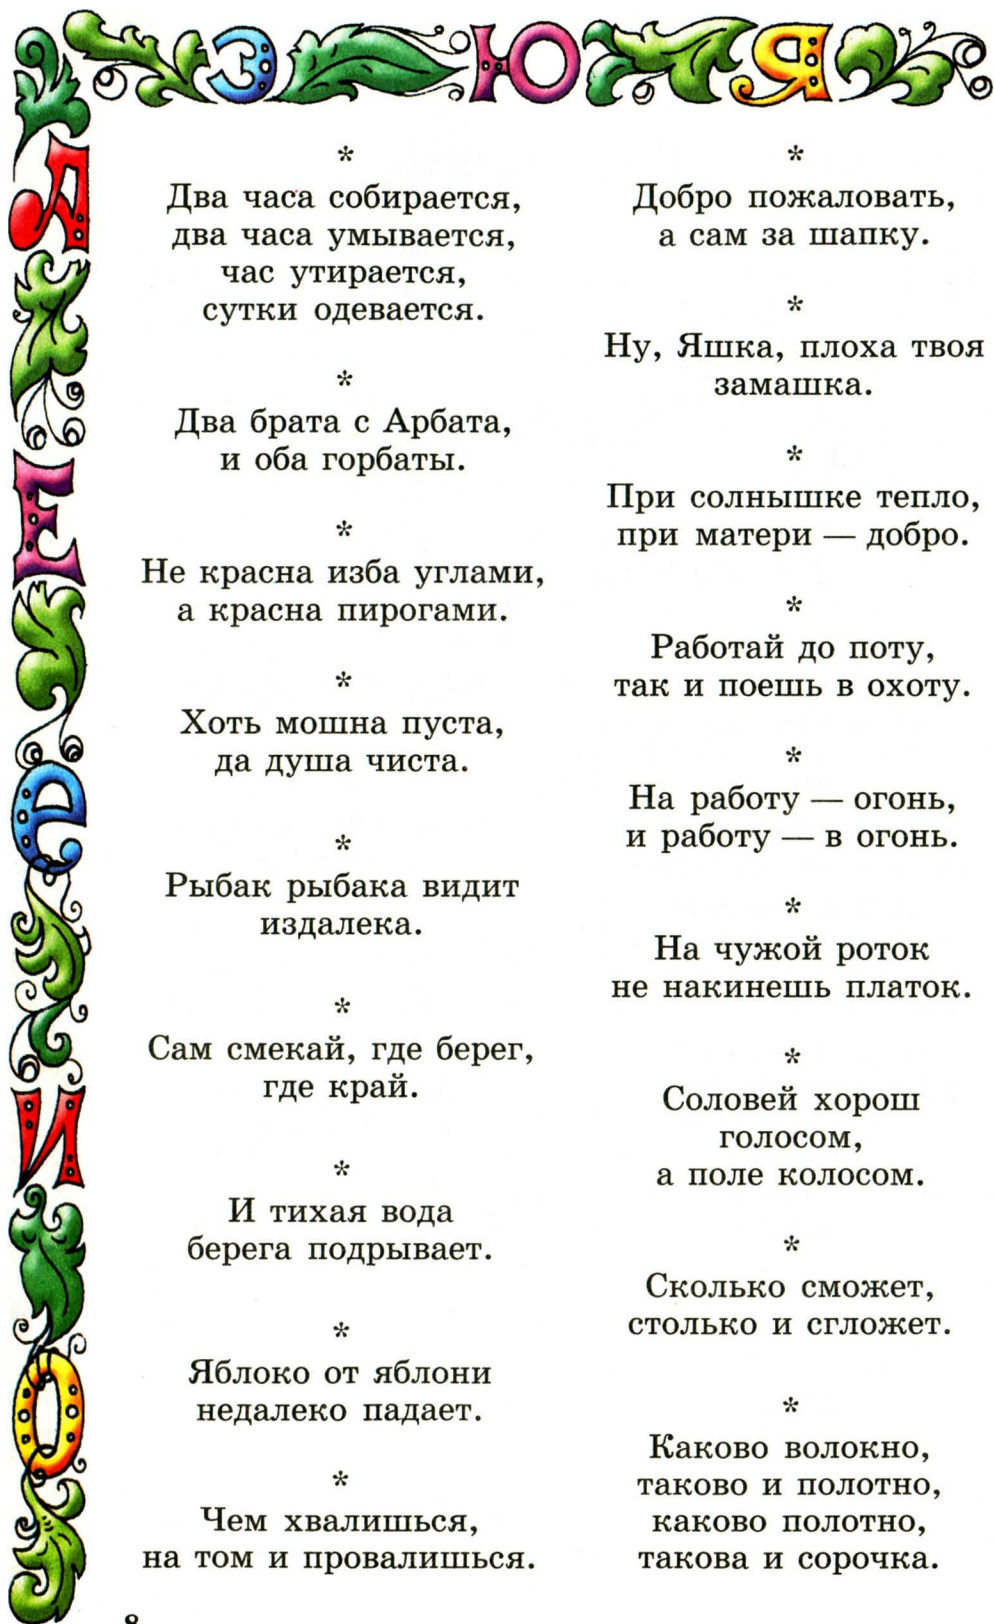 З Ю Я
А
Е
е
И
О
*
Два часа собирается,
два часа умывается,
час утирается,
сутки одевается.
*
Два брата с Арбата,
и оба горбаты.
*
Не красна изба углами,
а красна пирогами.
*
Хоть мошна пуста,
да душа чиста.
*
Рыбак рыбака видит
издалека.
*
Сам смекай, где берег,
где край.
*
И тихая вода
берега подрывает.
*
Яблоко от яблони
недалеко падает.
*
Чем хвалишься,
на том и провалишься.
*
Добро пожаловать,
а сам за шапку.
*
Ну, Яшка, плоха твоя
замашка.
*
При солнышке тепло,
при матери — добро.
*
Работай до поту,
так и поешь в охоту.
*
На работу — огонь,
и работу — в огонь.
*
На чужой роток
не накинешь платок.
*
Соловей хорош
голосом,
а поле колосом.
*
Сколько сможет,
столько и сгложет.
*
Каково волокно,
таково и полотно,
каково полотно,
такова и сорочка.
8